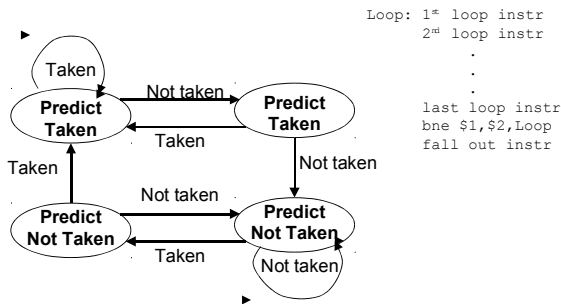 Loop: 1st loop instr
2nd loop instr
.
.
.
last loop instr
bne $1,$2,Loop
fall out instr
Taken
Not taken
Predict
Taken
Predict
Taken
Taken
Not taken
Taken
Not taken
Predict
Not Taken
Predict
Not Taken
Taken
Not taken